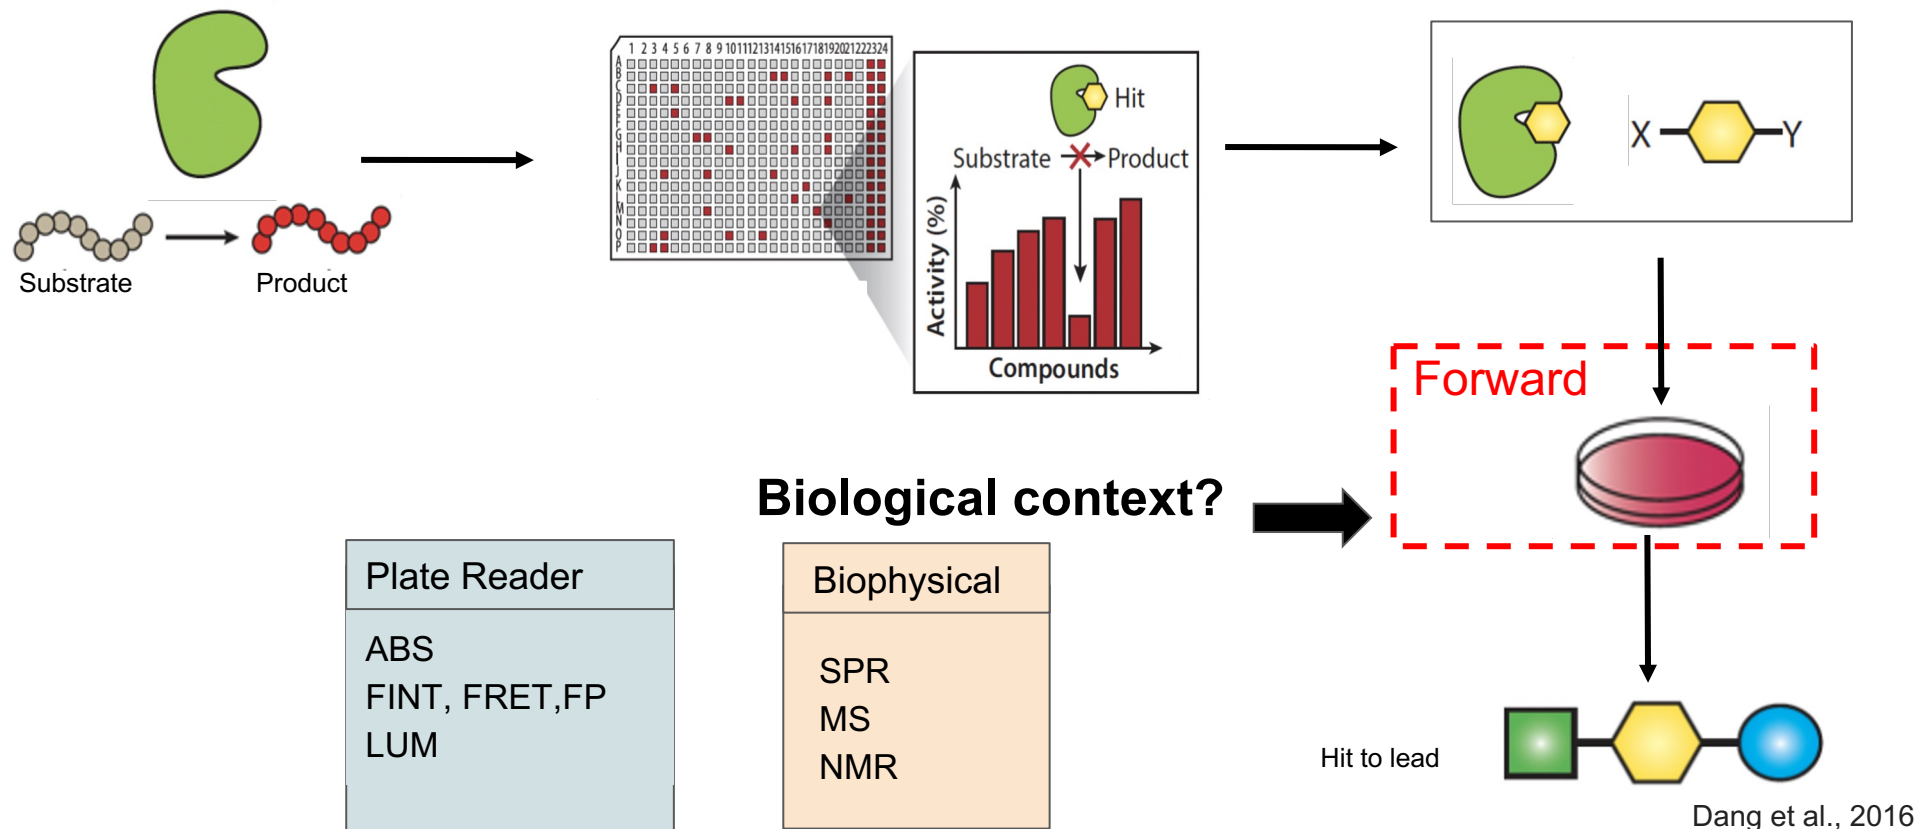 Substrate
Product
1 2 3 4 5 6 7 8 9 10 11 12 13 14 15 16 17 18 19 20 21 22 23 24
A
B
C
D
E
F
G
H
I
J
K
L
M
N
O
P
Hit
Substrate Product
Activity (%)
Compounds
X Y
Forward
Biological context?
Plate Reader
ABS
FINT, FRET,FP
LUM
Biophysical
SPR
MS
NMR
Hit to lead
Dang et al., 2016